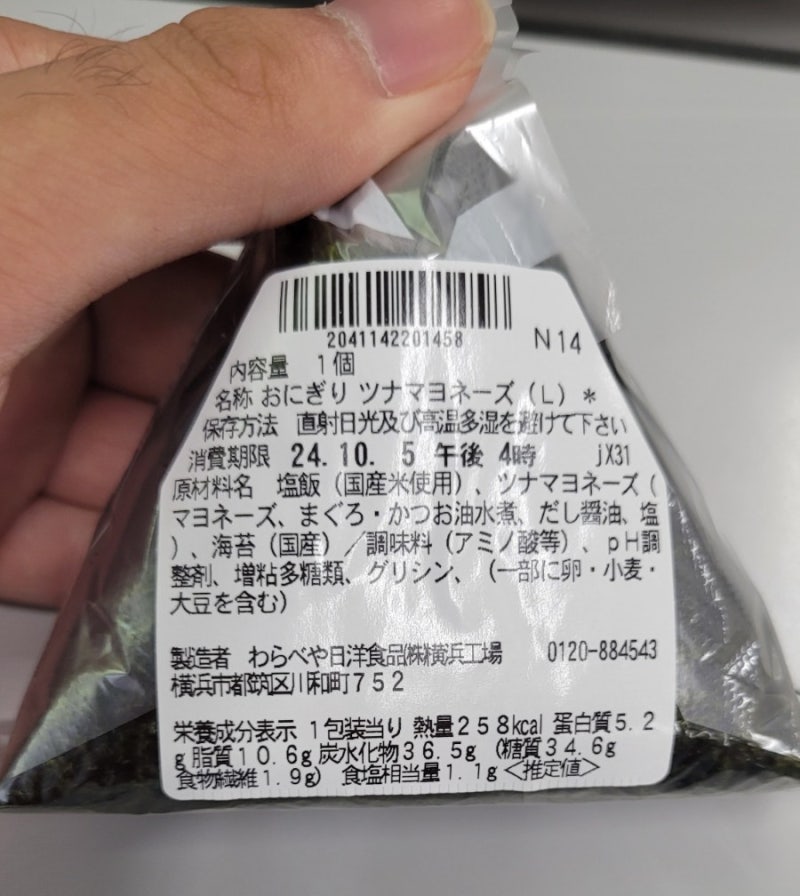 2041142201458
N14
内容量 1個
名称 おにぎり ツナマヨネーズ（L）＊
保存方法 直射日光及び高温多湿を避けて下さい
消費期限 24.10. 5 午後 4時 jX31
原材料名 塩飯（国産米使用）、ツナマヨネーズ（
マヨネーズ、まぐろ・かつお油水煮、だし醤油、塩
）、海苔（国産）／調味料（アミノ酸等）、pH調
整剤、増粘多糖類、グリシン、（一部に卵・小麦・
大豆を含む）
製造者 わらべや日洋食品㈱横浜工場 0120-884543
横浜市都筑区川和町752
栄養成分表示 1包装当り 熱量258kcal 蛋白質5.2
g 脂質10.6g 炭水化物36.5g （糖質34.6g
食物繊維1.9g） 食塩相当量1.1g＜推定値＞